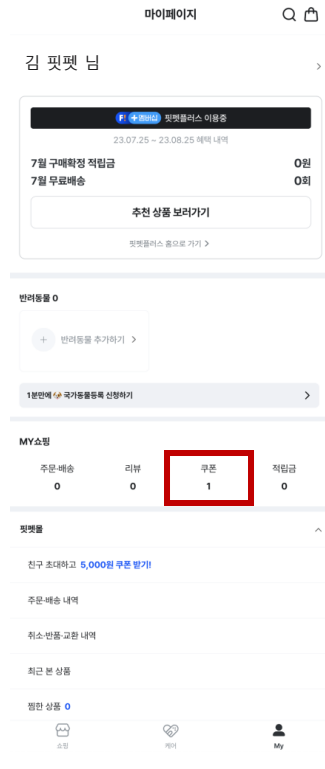 마이페이지
김 핏펫 님
F! +멤버십 핏펫플러스 이용중
23.07.25 ~ 23.08.25 혜택 내역
7월 구매확정 적립금 0원
7월 무료배송 0회
추천 상품 보러가기
핏펫플러스 홈으로 가기
반려동물 0
+ 반려동물 추가하기
1분만에 국가동물등록 신청하기
MY쇼핑
주문·배송 리뷰 쿠폰 적립금
0 0 1 0
핏펫몰
친구 초대하고 5,000원 쿠폰 받기!
주문·배송 내역
취소·반품·교환 내역
최근 본 상품
찜한 상품 0
쇼핑 케어 My